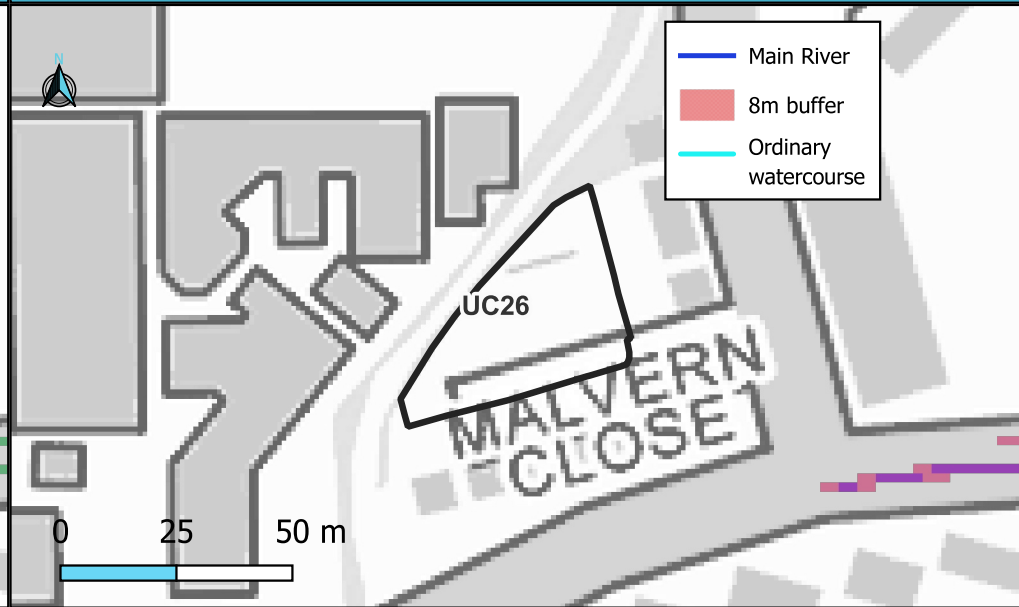 N
Main River
8m buffer
Ordinary
watercourse
UC26
MALVERN
CLOSE
0 25 50 m